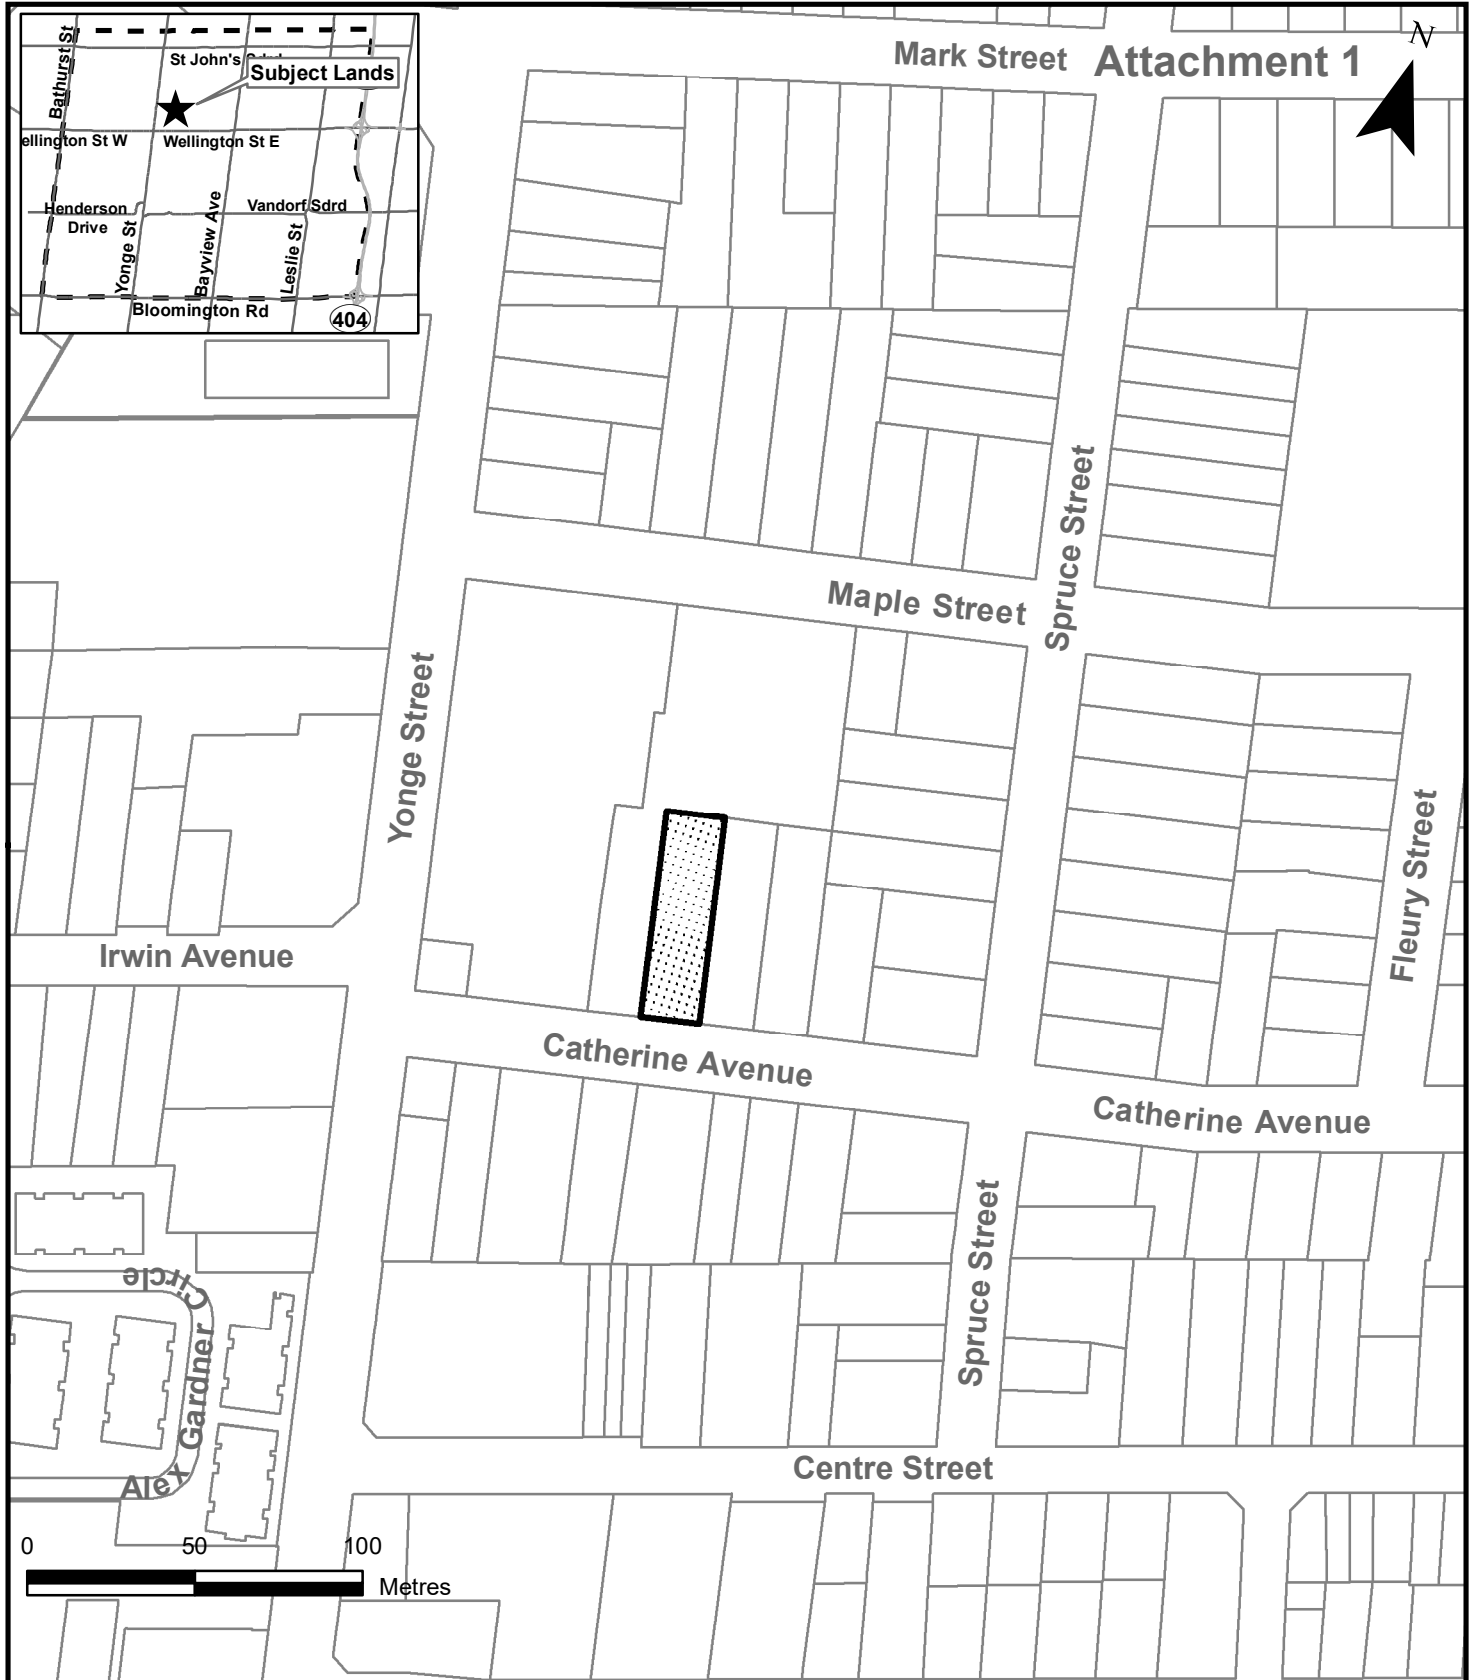 Mark Street
Attachment 1
N
Bathurst St
St John's Sdrd
Subject Lands
ellington St W
Wellington St E
Henderson
Drive
Vandorf Sdrd
Yonge St
Bayview Ave
Leslie St
Bloomington Rd
404
Spruce Street
Maple Street
Yonge Street
Fleury Street
Irwin Avenue
Catherine Avenue
Catherine Avenue
Spruce Street
Alex Gardner Circle
Centre Street
0 50 100
Metres